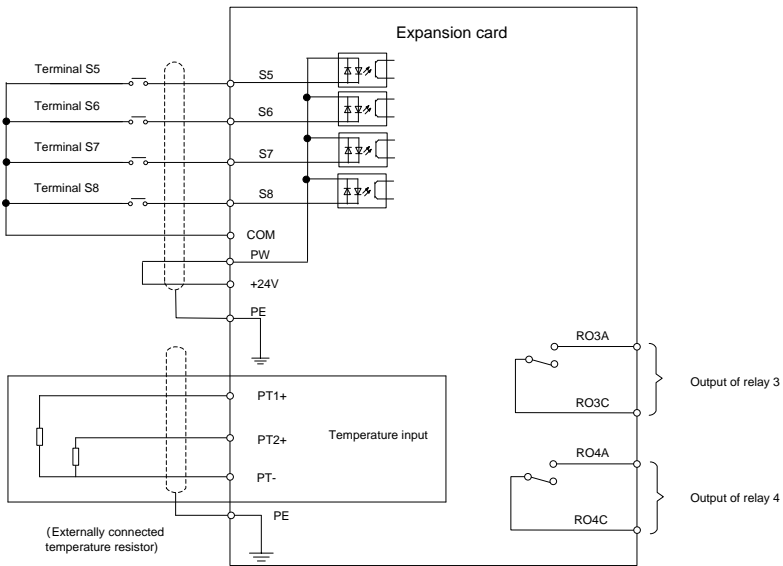 Expansion card
Terminal S5
S5
Terminal S6
S6
Terminal S7
S7
Terminal S8
S8
COM
PW
+24V
PE
RO3A
Output of relay 3
RO3C
PT1+
PT2+
Temperature input
PT-
RO4A
Output of relay 4
RO4C
PE
(Externally connected
temperature resistor)